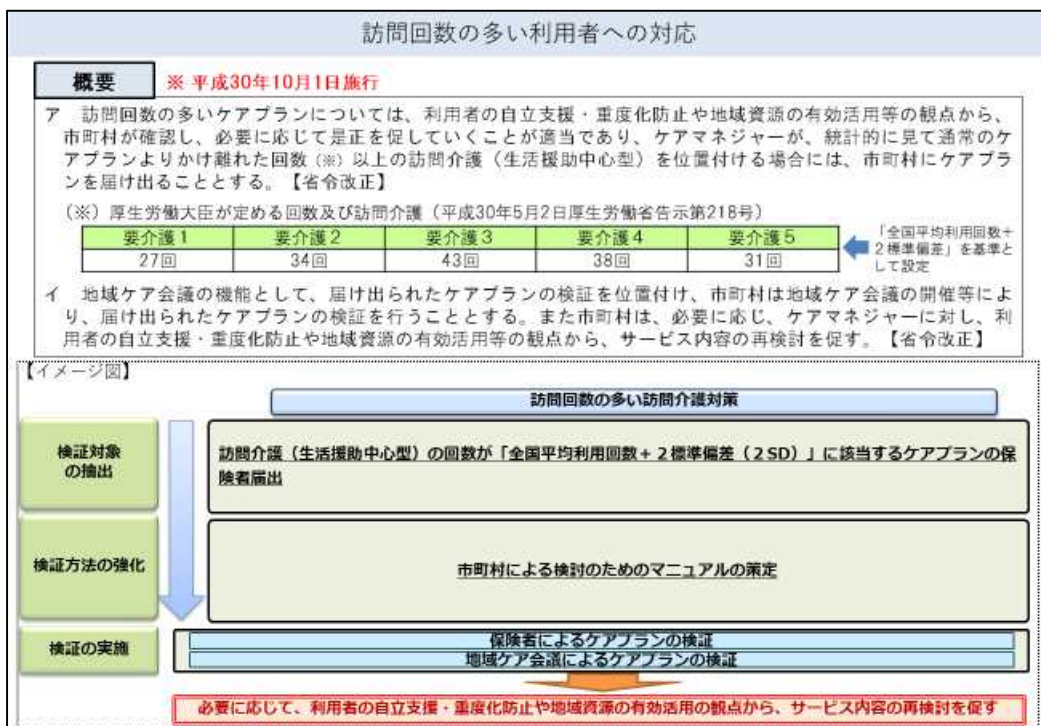 訪問回数の多い利用者への対応
概要
※ 平成30年10月1日施行
ア 訪問回数の多いケアプランについては、利用者の自立支援・重度化防止や地域資源の有効活用等の観点から、
市町村が確認し、必要に応じて是正を促していくことが適当であり、ケアマネジャーが、統計的に見て通常のケ
アプランよりかけ離れた回数(※)以上の訪問介護(生活援助中心型)を位置付ける場合には、市町村にケアプラ
ンを届け出ることとする。【省令改正】
(※)厚生労働大臣が定める回数及び訪問介護(平成30年5月2日厚生労働省告示第218号)
要介護1 要介護2 要介護3 要介護4 要介護5
27回 34回 43回 38回 31回
「全国平均利用回数+
2標準偏差」を基準と
して設定
イ 地域ケア会議の機能として、届け出られたケアプランの検証を位置付け、市町村は地域ケア会議の開催等によ
り、届け出られたケアプランの検証を行うこととする。また市町村は、必要に応じ、ケアマネジャーに対し、利
用者の自立支援・重度化防止や地域資源の有効活用等の観点から、サービス内容の再検討を促す。【省令改正】
【イメージ図】
訪問回数の多い訪問介護対策
検証対象
の抽出
訪問介護(生活援助中心型)の回数が「全国平均利用回数+2標準偏差(2SD)」に該当するケアプランの保
険者届出
検証方法の強化
市町村による検討のためのマニュアルの策定
検証の実施
保険者によるケアプランの検証
地域ケア会議によるケアプランの検証
必要に応じて、利用者の自立支援・重度化防止や地域資源の有効活用の観点から、サービス内容の再検討を促す